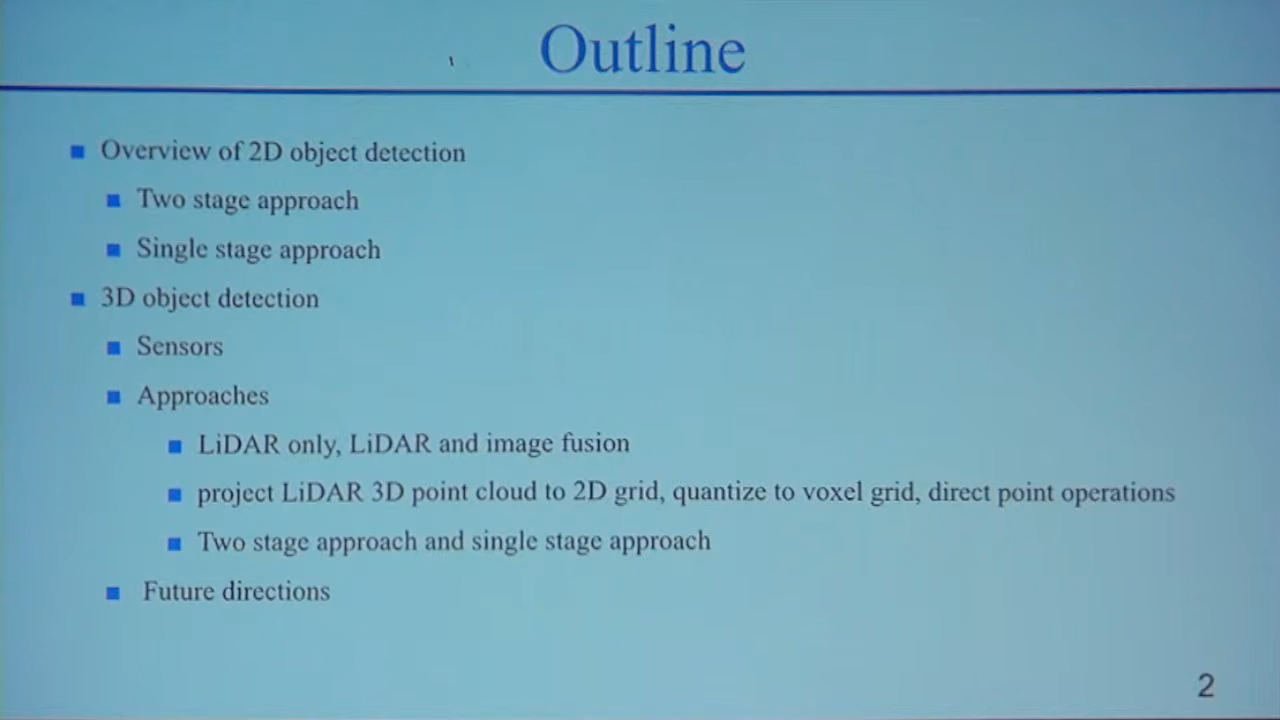 Outline
Overview of 2D object detection
Two stage approach
Single stage approach
3D object detection
Sensors
Approaches
LiDAR only, LiDAR and image fusion
project LiDAR 3D point cloud to 2D grid, quantize to voxel grid, direct point operations
Two stage approach and single stage approach
Future directions
2